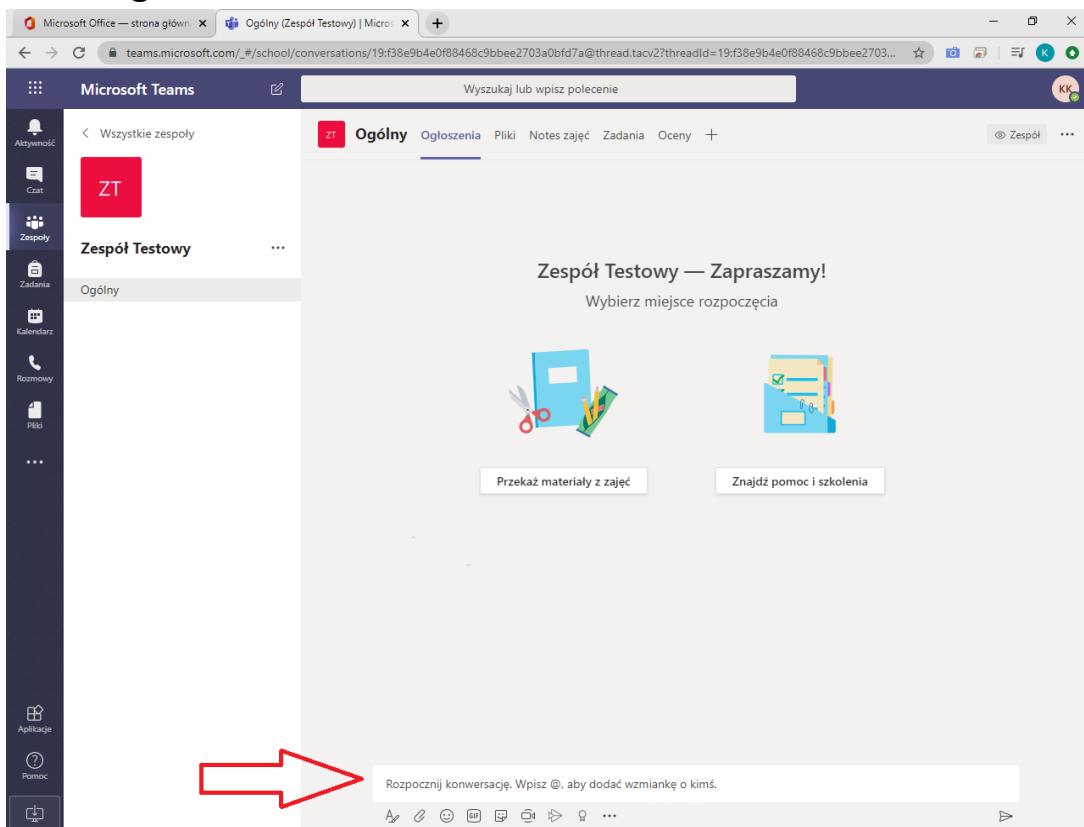 Microsoft Office — strona główn
Ogólny (Zespół Testowy) | Micros
teams.microsoft.com/_#/school/conversations/19:f38e9b4e0f88468c9bbee2703a0bfd7a@thread.tacv2?threadId=19:f38e9b4e0f88468c9bbee2703...
K
Microsoft Teams
Wyszukaj lub wpisz polecenie
KK
Aktywność
Czat
Zespoły
Zadania
Kalendarz
Rozmowy
Pliki
Aplikacje
Pomoc
Wszystkie zespoły
ZT
Zespół Testowy
Ogólny
ZT
Ogólny Ogłoszenia Pliki Notes zajęć Zadania Oceny
Zespół
Zespół Testowy — Zapraszamy!
Wybierz miejsce rozpoczęcia
Przekaż materiały z zajęć
Znajdź pomoc i szkolenia
Rozpocznij konwersację. Wpisz @, aby dodać wzmiankę o kimś.
GIF